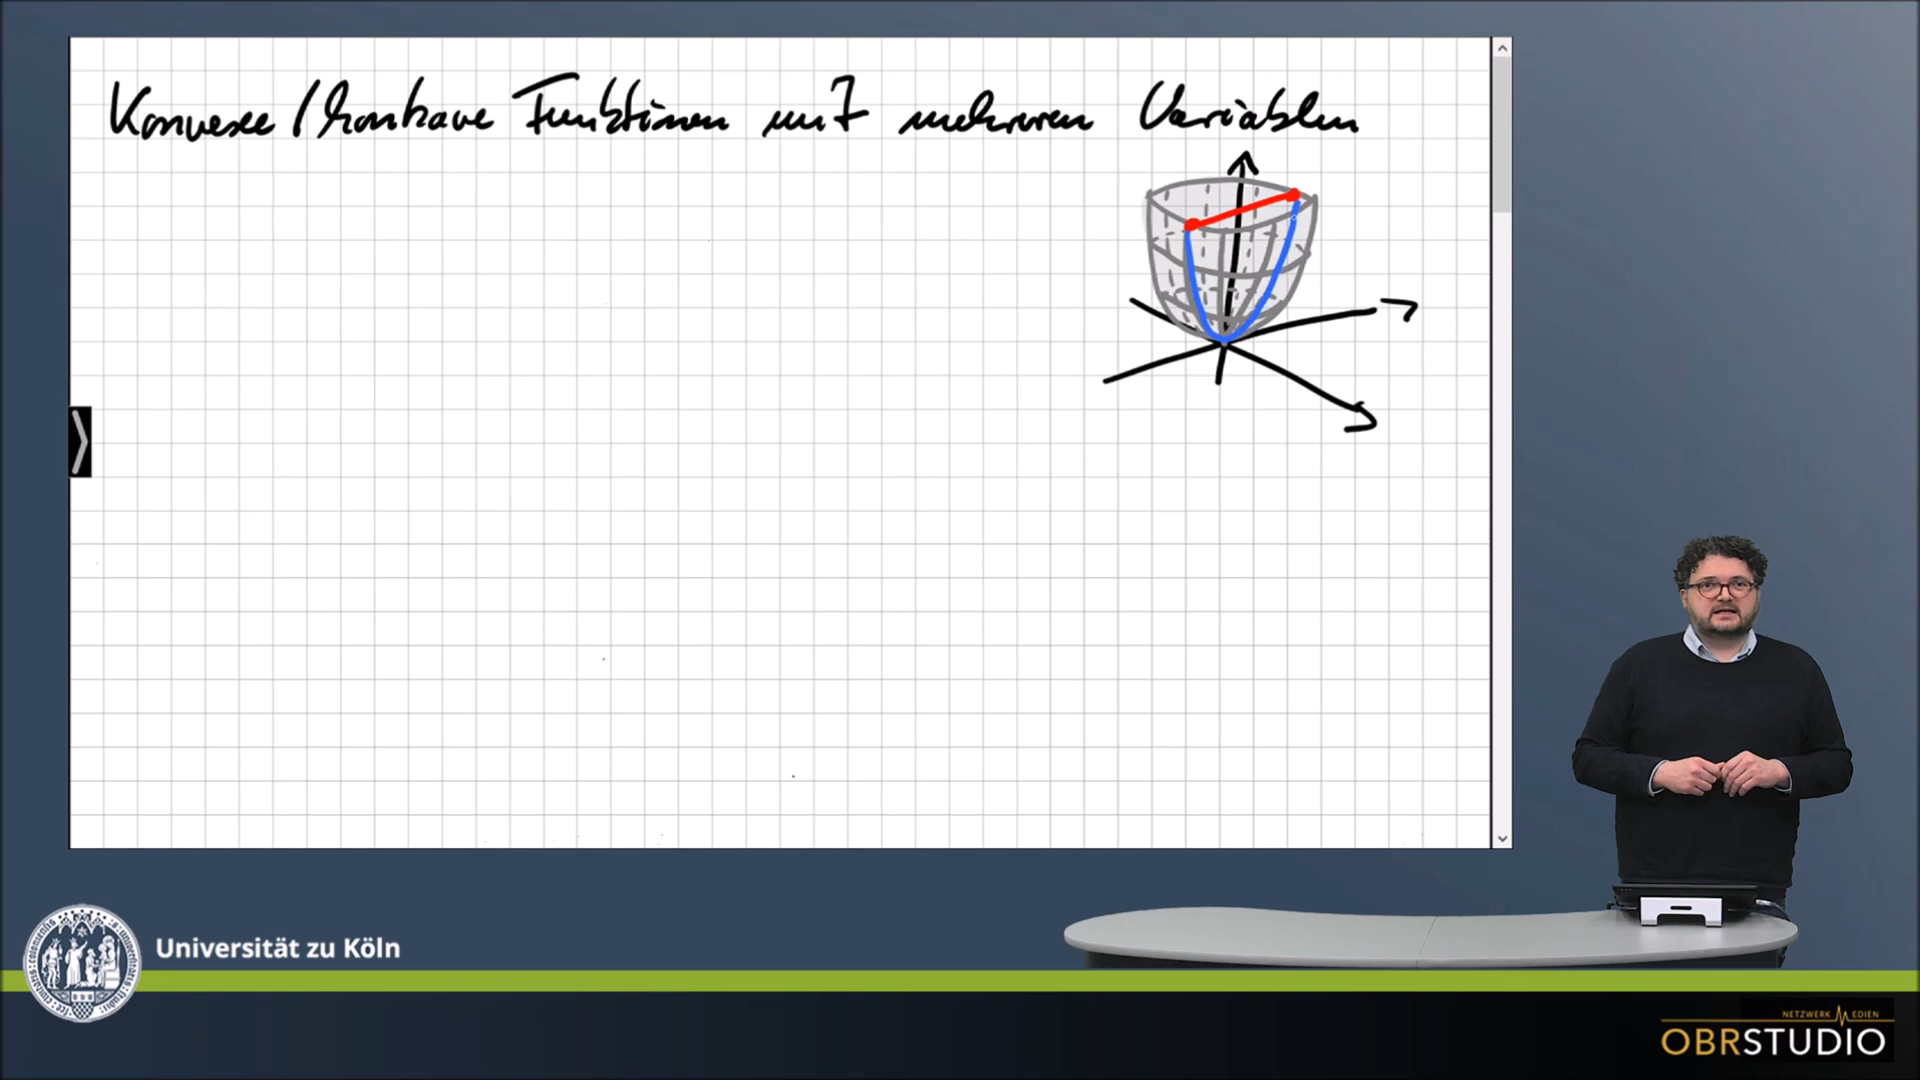 Konvexe / konkave Funktionen mit mehreren Variablen
Universität zu Köln
NETZWERK MEDIEN
OBRSTUDIO